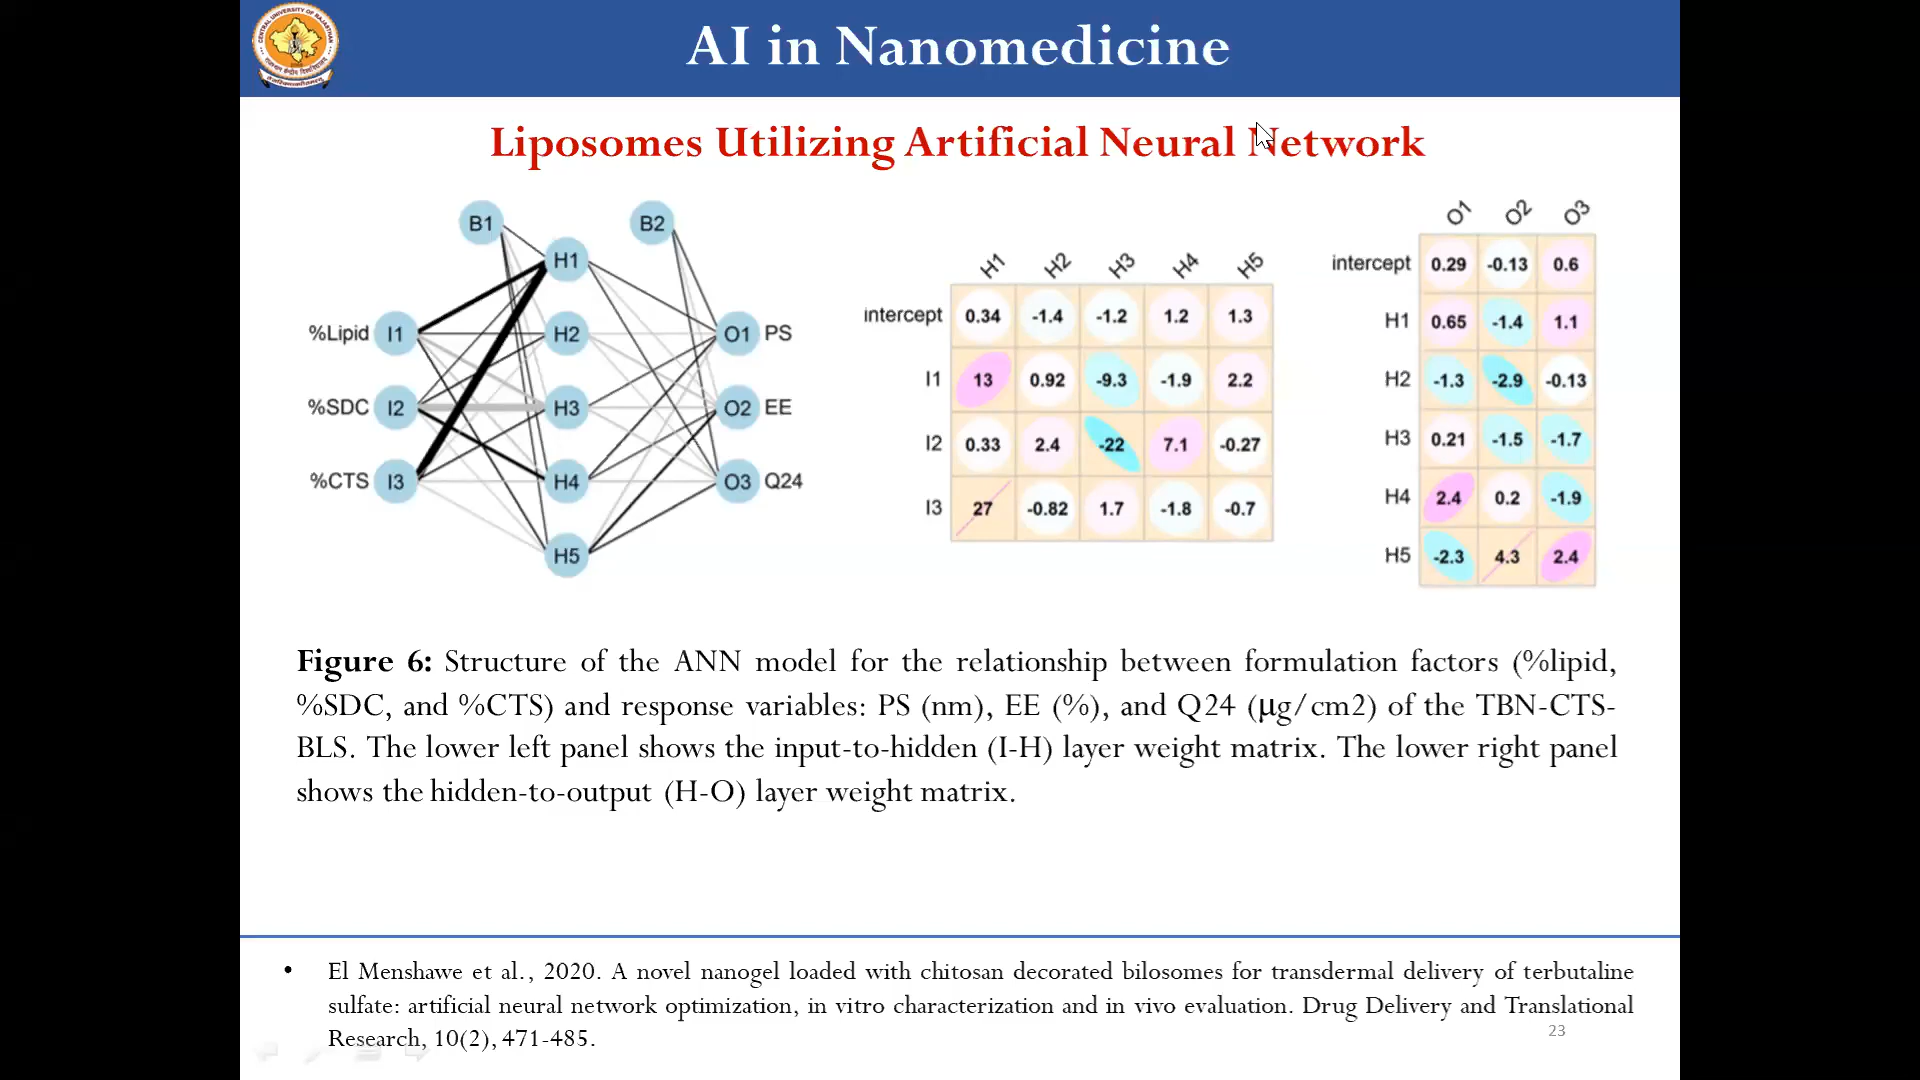 AI in Nanomedicine
Liposomes Utilizing Artificial Neural Network
B1
B2
H1
%Lipid I1 H2 O1 PS
%SDC I2 H3 O2 EE
%CTS I3 H4 O3 Q24
H5
H1 H2 H3 H4 H5
intercept 0.34 -1.4 -1.2 1.2 1.3
I1 13 0.92 -9.3 -1.9 2.2
I2 0.33 2.4 -22 7.1 -0.27
I3 27 -0.82 1.7 -1.8 -0.7
O1 O2 O3
intercept 0.29 -0.13 0.6
H1 0.65 -1.4 1.1
H2 -1.3 -2.9 -0.13
H3 0.21 -1.5 -1.7
H4 2.4 0.2 -1.9
H5 -2.3 4.3 2.4
Figure 6: Structure of the ANN model for the relationship between formulation factors (%lipid,
%SDC, and %CTS) and response variables: PS (nm), EE (%), and Q24 (μg/cm2) of the TBN-CTS-
BLS. The lower left panel shows the input-to-hidden (I-H) layer weight matrix. The lower right panel
shows the hidden-to-output (H-O) layer weight matrix.
• El Menshawe et al., 2020. A novel nanogel loaded with chitosan decorated bilosomes for transdermal delivery of terbutaline
sulfate: artificial neural network optimization, in vitro characterization and in vivo evaluation. Drug Delivery and Translational
Research, 10(2), 471-485.
23